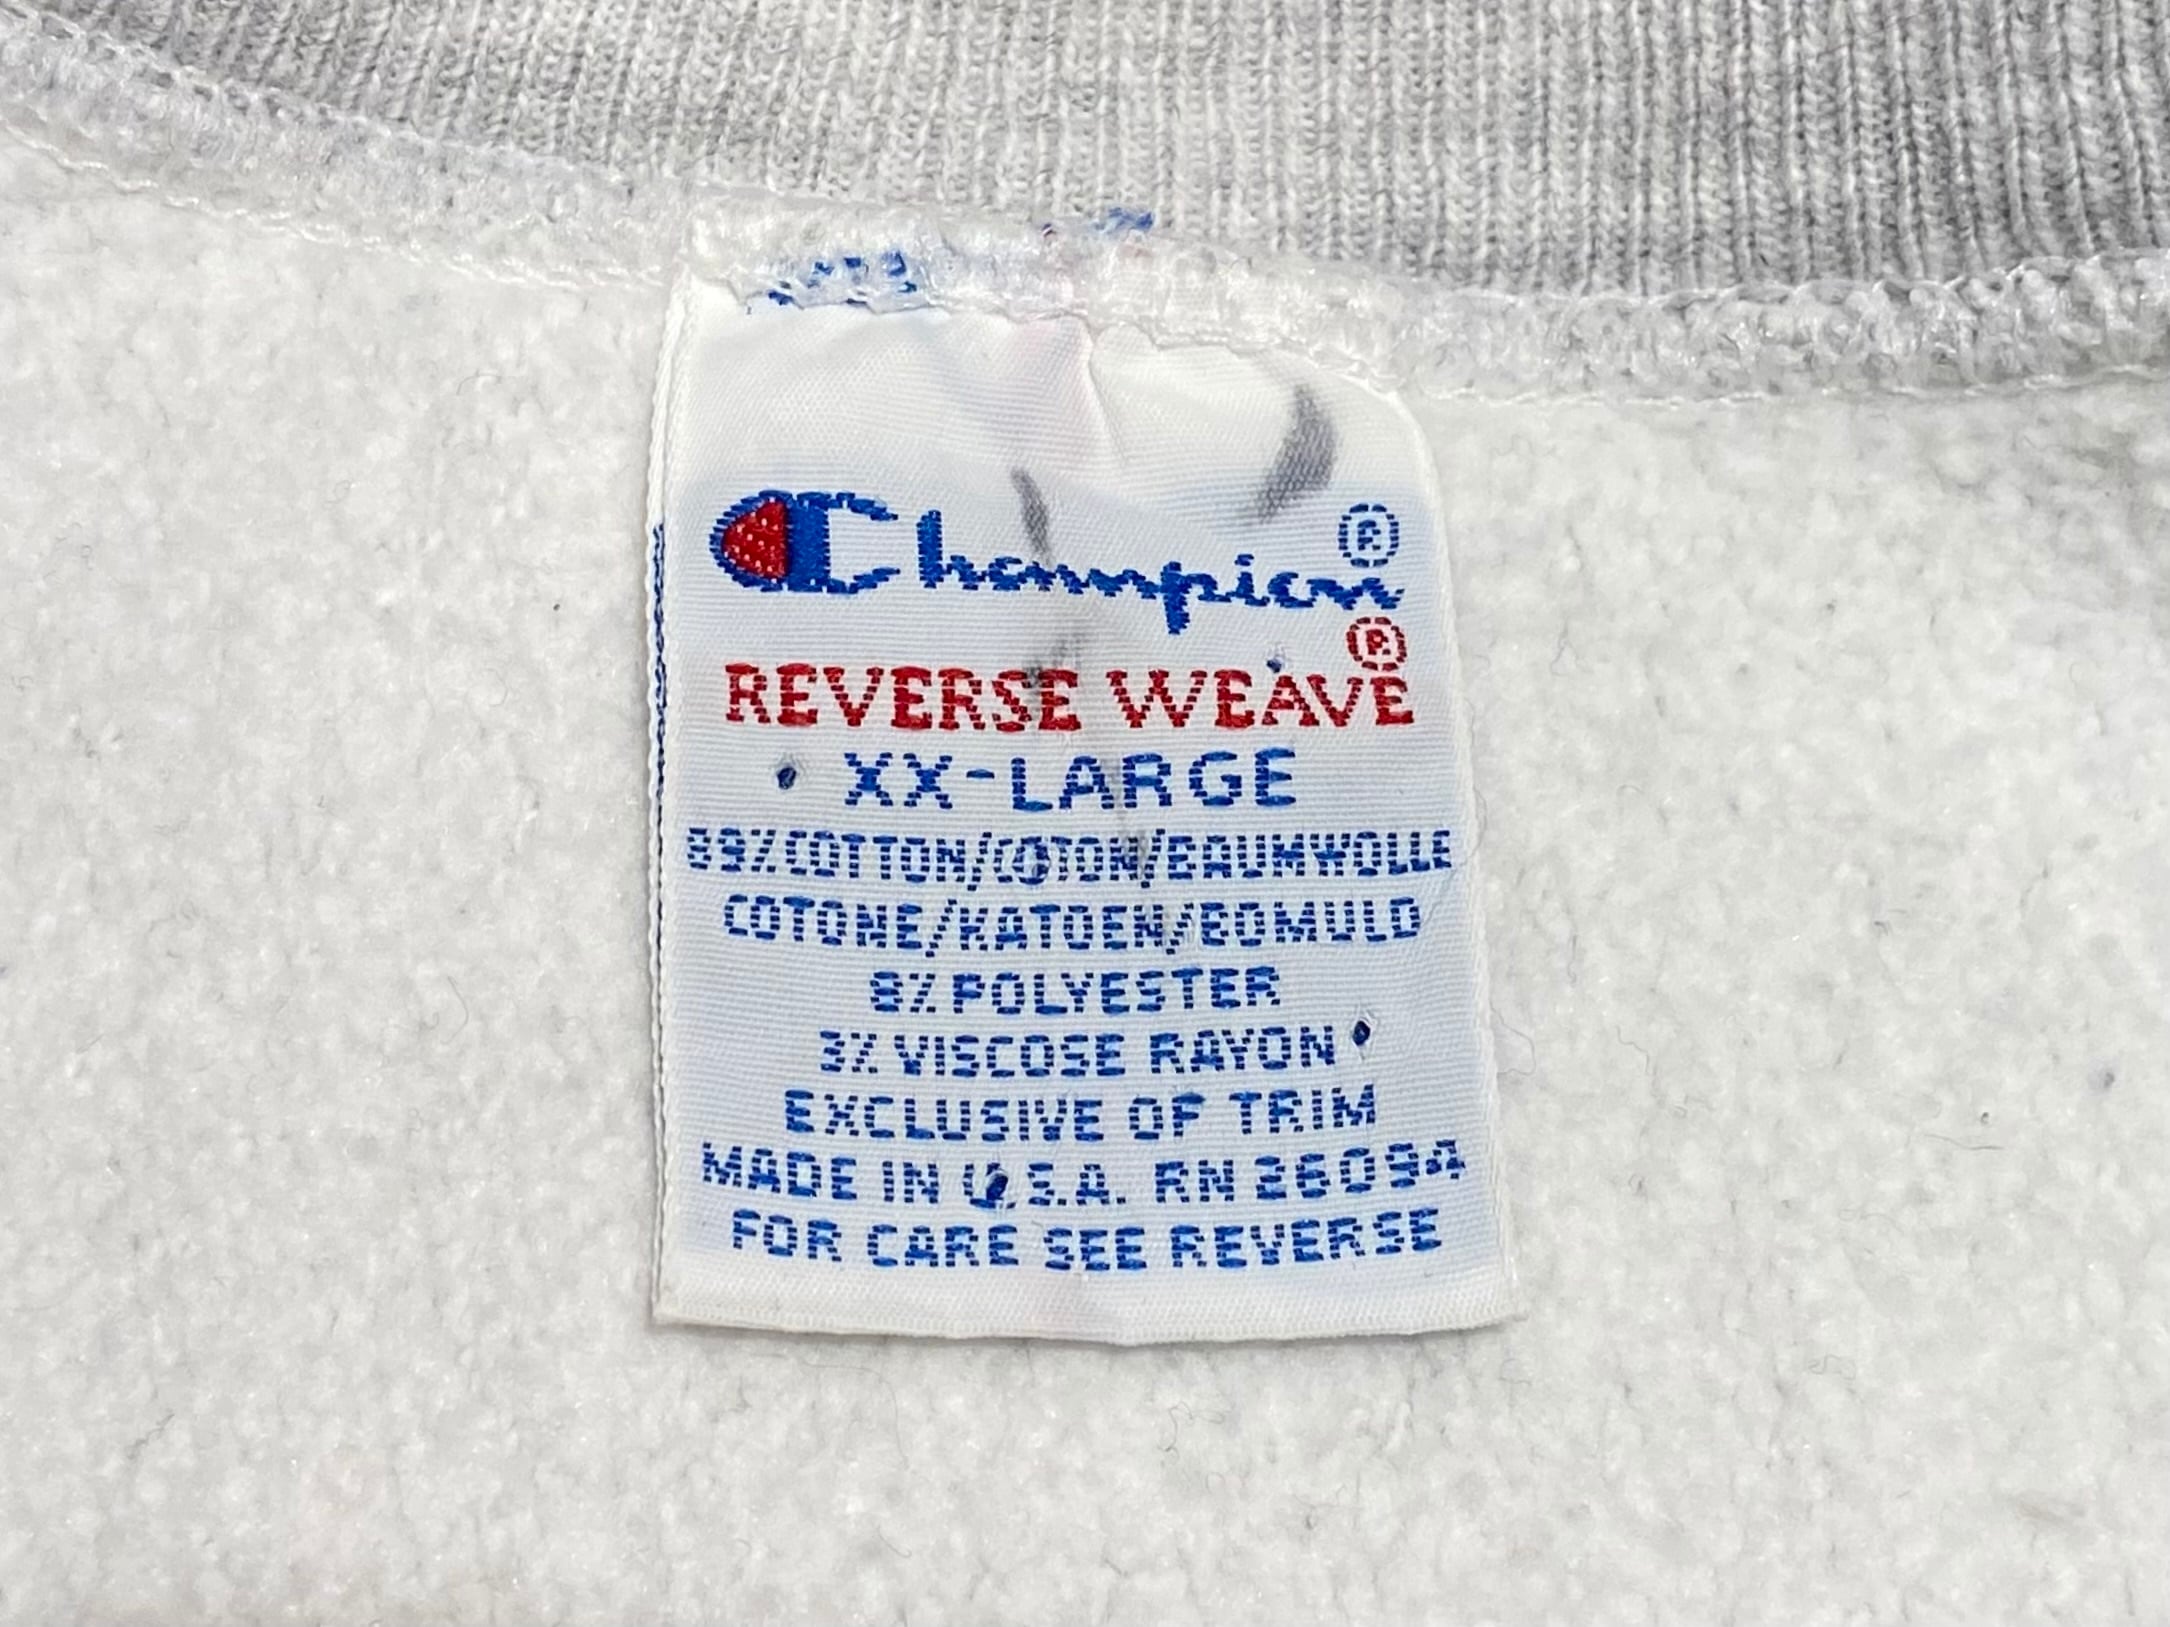 Champion®
REVERSE WEAVE®
XX-LARGE
89% COTTON/COTON/BAUMWOLLE
COTONE/KATOEN/BOMULD
8% POLYESTER
3% VISCOSE RAYON
EXCLUSIVE OF TRIM
MADE IN U.S.A. RN 26094
FOR CARE SEE REVERSE